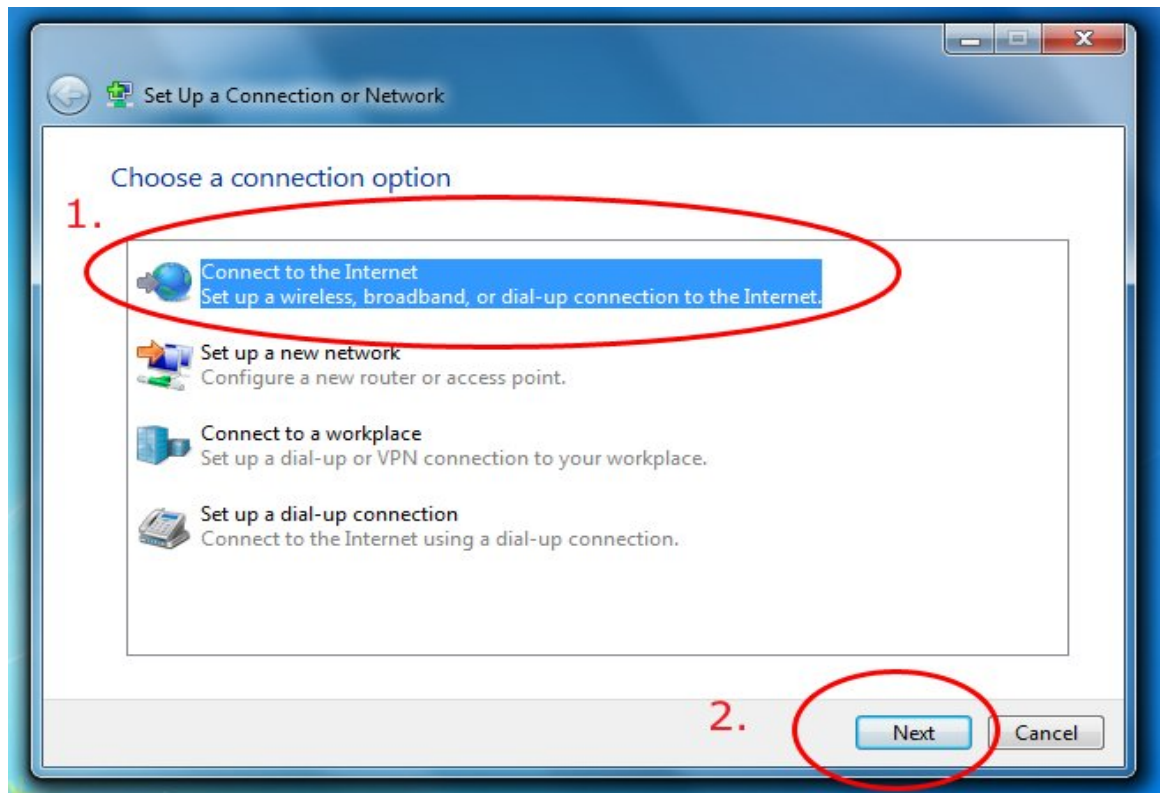 Set Up a Connection or Network
Choose a connection option
1.
Connect to the Internet
Set up a wireless, broadband, or dial-up connection to the Internet.
Set up a new network
Configure a new router or access point.
Connect to a workplace
Set up a dial-up or VPN connection to your workplace.
Set up a dial-up connection
Connect to the Internet using a dial-up connection.
2.
Next
Cancel